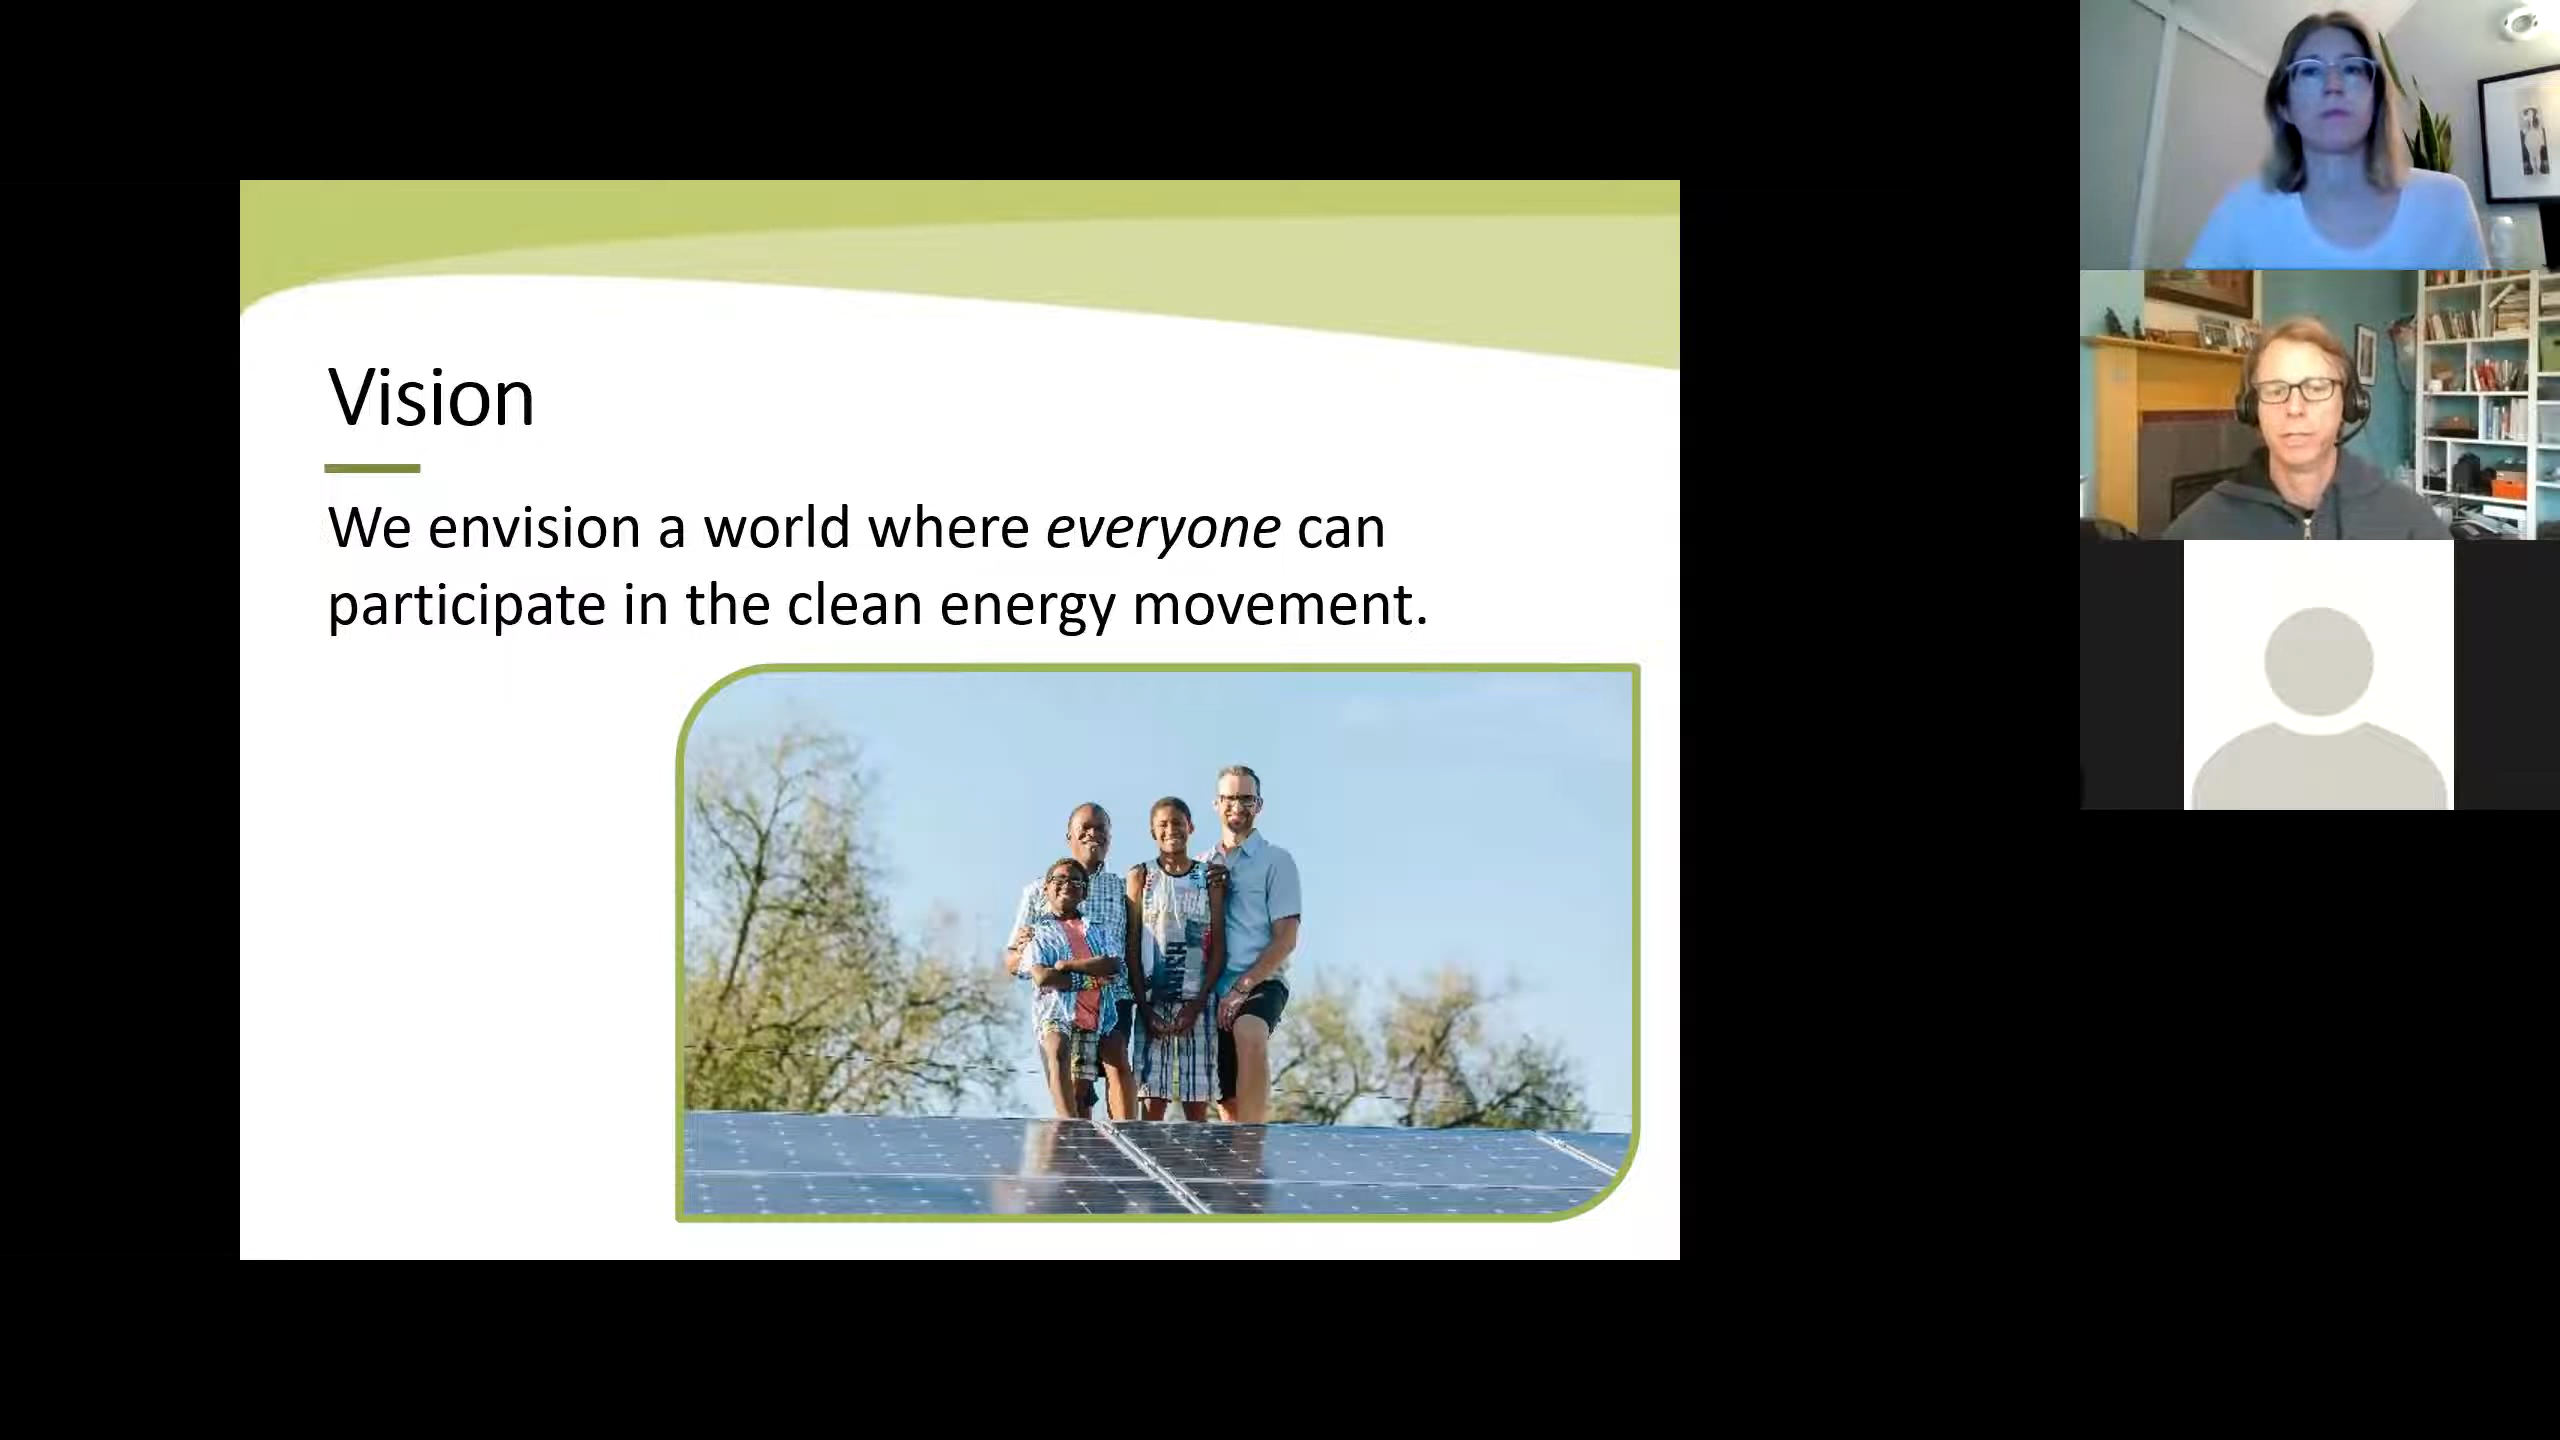 Vision
We envision a world where everyone can
participate in the clean energy movement.